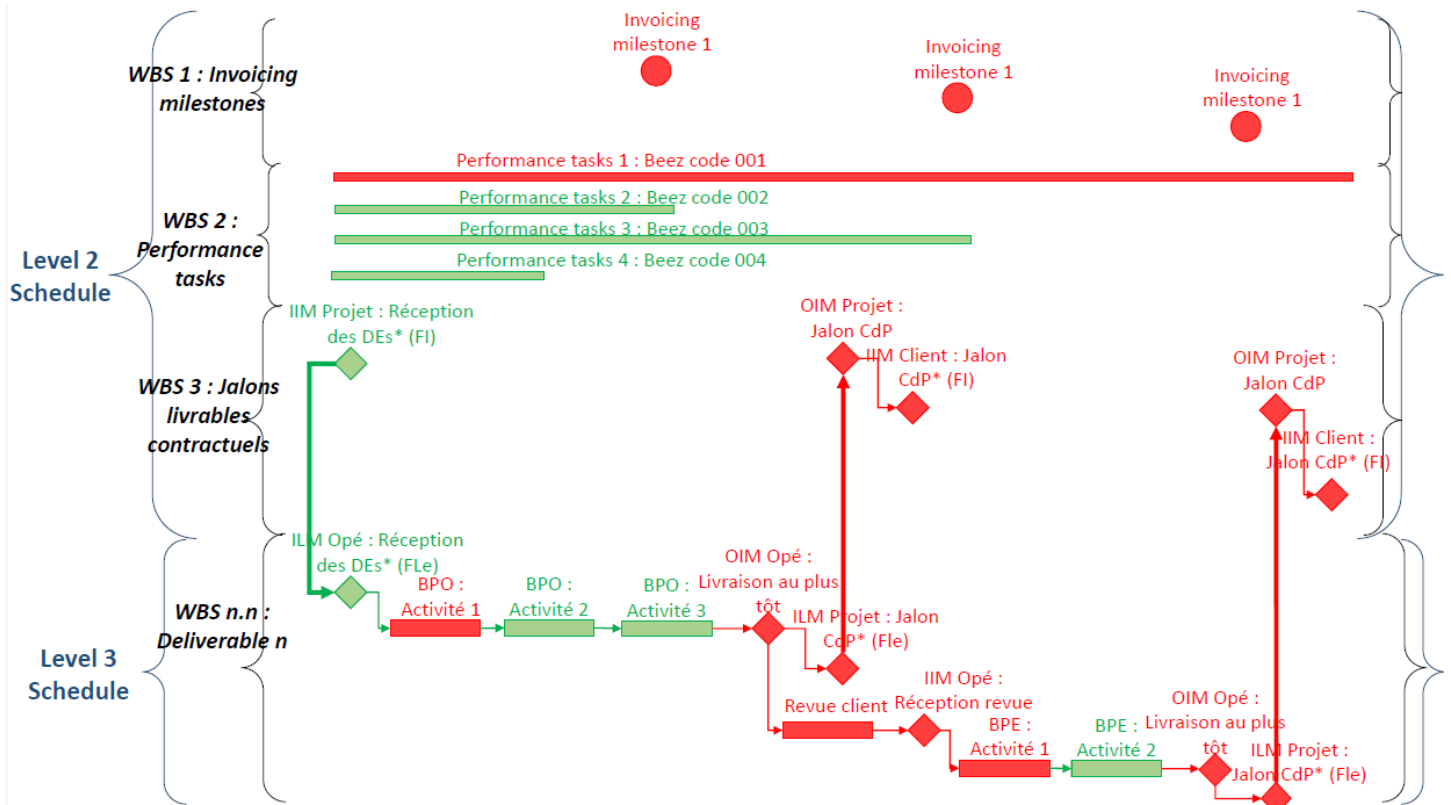 Invoicing
milestone 1
Invoicing
milestone 1
Invoicing
milestone 1
WBS 1 : Invoicing
milestones
Performance tasks 1 : Beez code 001
Performance tasks 2 : Beez code 002
Performance tasks 3 : Beez code 003
Performance tasks 4 : Beez code 004
WBS 2 :
Performance
tasks
Level 2
Schedule
IIM Projet : Réception
des DEs* (FI)
OIM Projet :
Jalon CdP
IIM Client : Jalon
CdP* (FI)
OIM Projet :
Jalon CdP
IIM Client :
Jalon CdP* (FI)
WBS 3 : Jalons
livrables
contractuels
ILM Opé : Réception
des DEs* (FLe)
BPO :
Activité 1
BPO :
Activité 2
BPO :
Activité 3
OIM Opé :
Livraison au plus
tôt
ILM Projet : Jalon
CdP* (Fle)
WBS n.n :
Deliverable n
Level 3
Schedule
Revue client
IIM Opé :
Réception revue
BPE :
Activité 1
BPE :
Activité 2
OIM Opé :
Livraison au plus
tôt
ILM Projet :
Jalon CdP* (Fle)